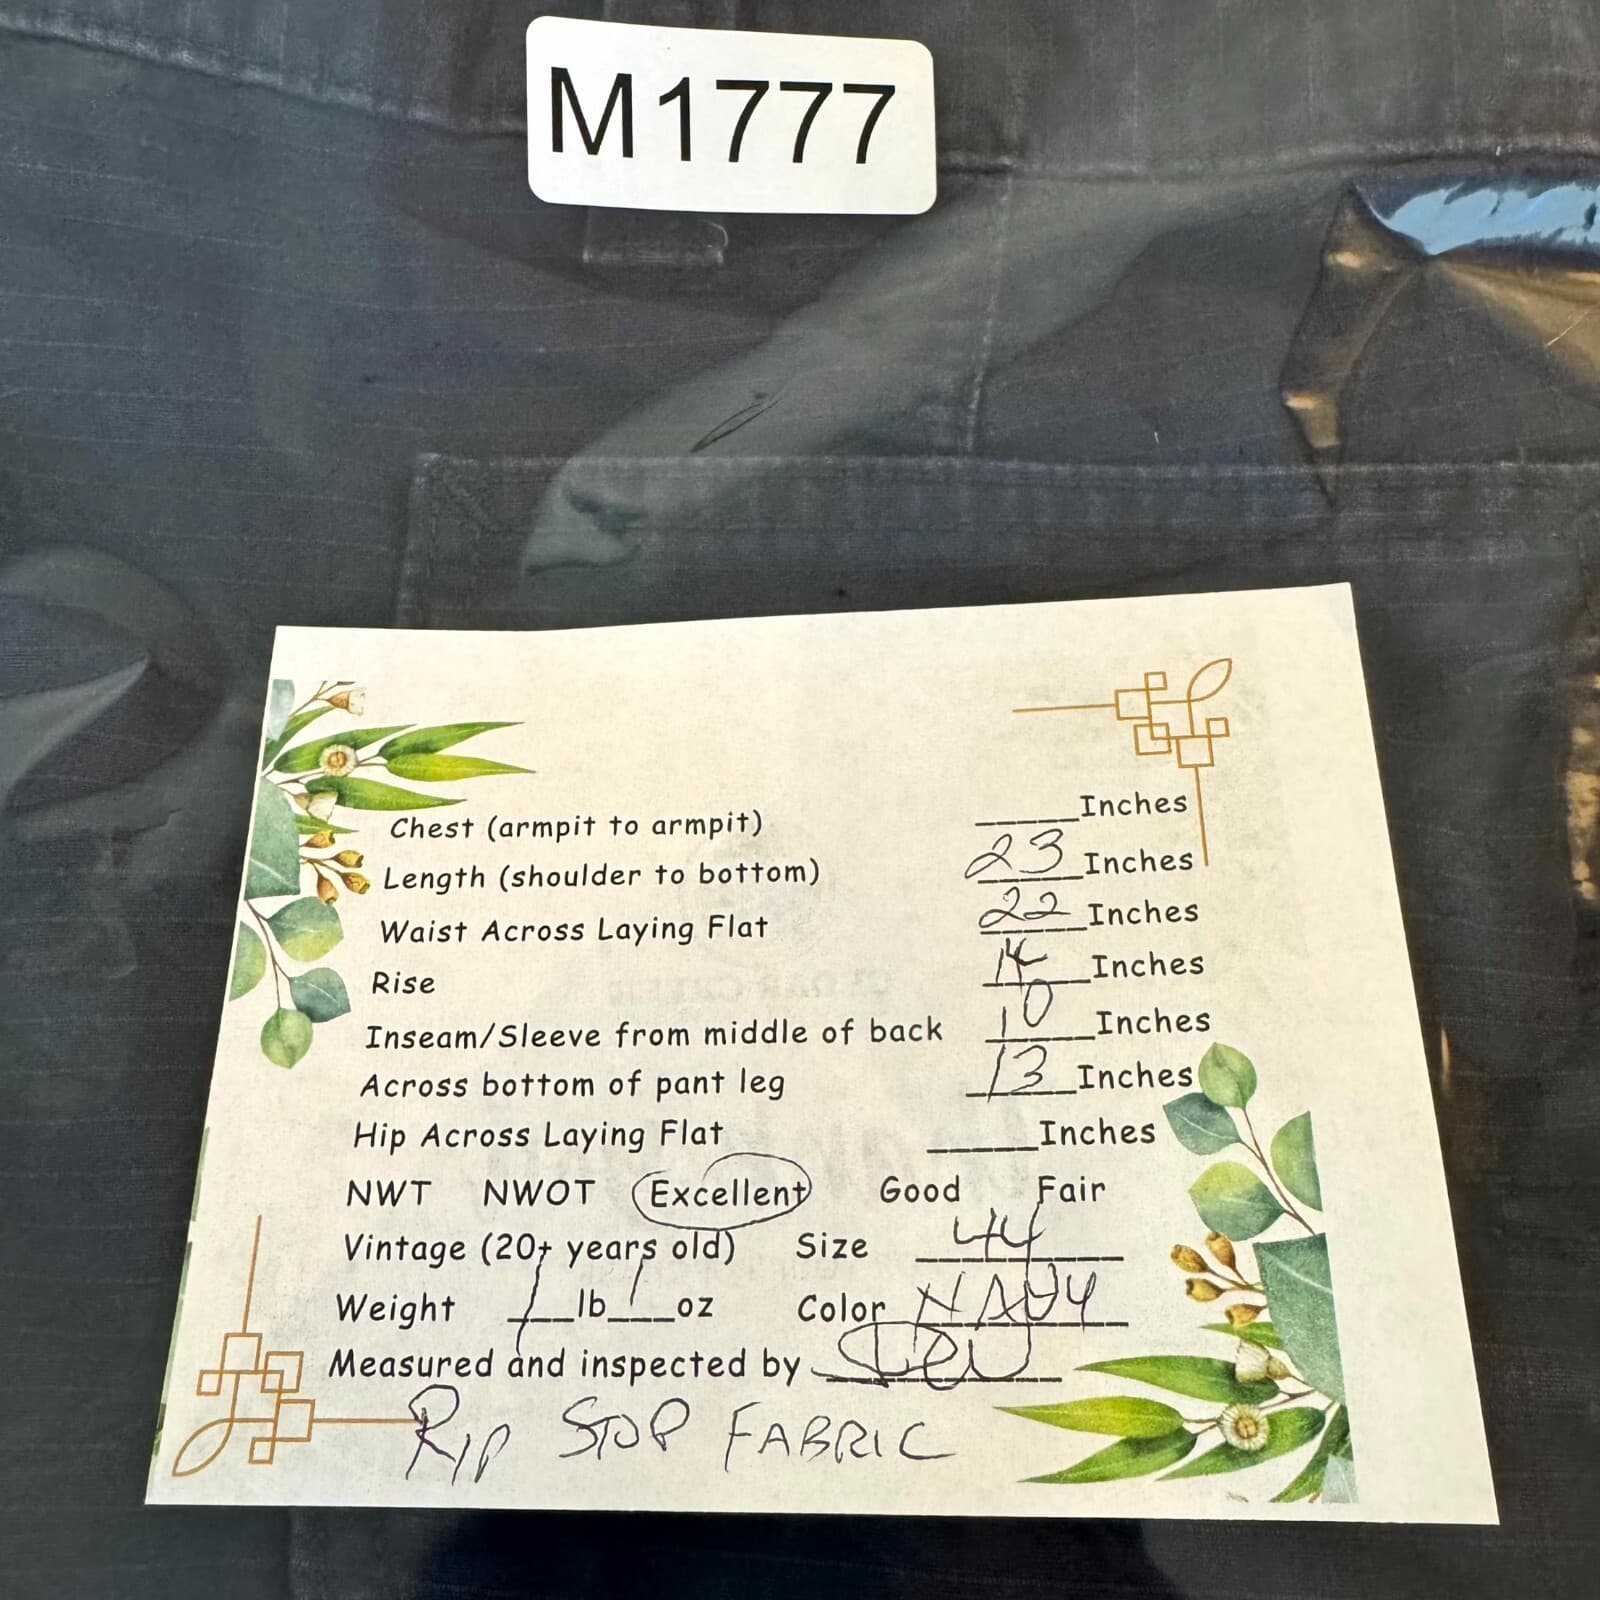 M1777
Chest (armpit to armpit) _____Inches
Length (shoulder to bottom) 23 Inches
Waist Across Laying Flat 22 Inches
Rise 14 Inches
Inseam/Sleeve from middle of back 10 Inches
Across bottom of pant leg 13 Inches
Hip Across Laying Flat _____Inches
NWT NWOT Excellent Good Fair
Vintage (20+ years old) Size 44
Weight 1 lb 1 oz Color NAVY
Measured and inspected by
RIP STOP FABRIC